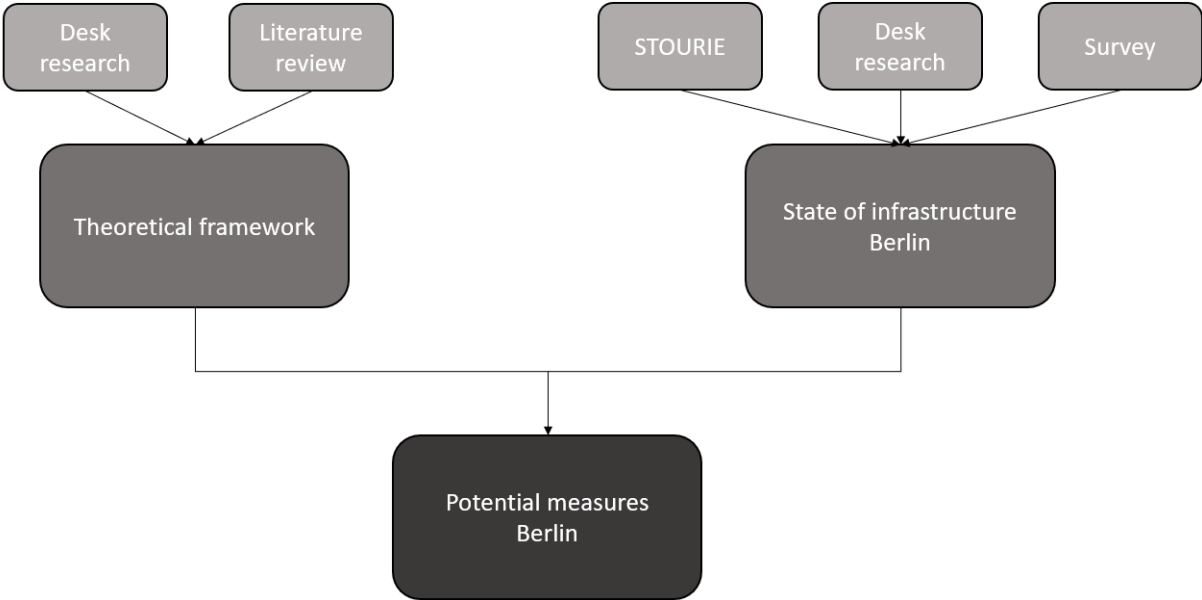 Desk
research
Literature
review
STOURIE
Desk
research
Survey
Theoretical framework
State of infrastructure
Berlin
Potential measures
Berlin